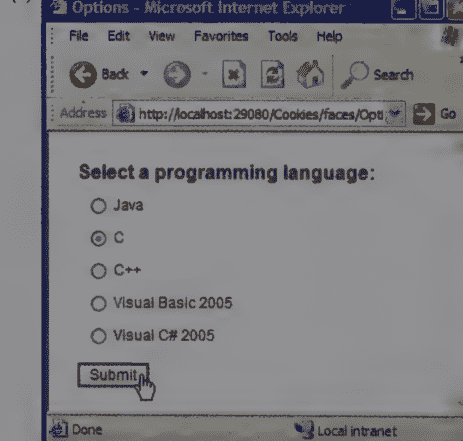 Options - Microsoft Internet Explorer
File Edit View Favorites Tools Help
Back Search
Address http://localhost:29080/Cookies/faces/Opti Go
Select a programming language:
Java
C
C++
Visual Basic 2005
Visual C# 2005
Submit
Done Local intranet